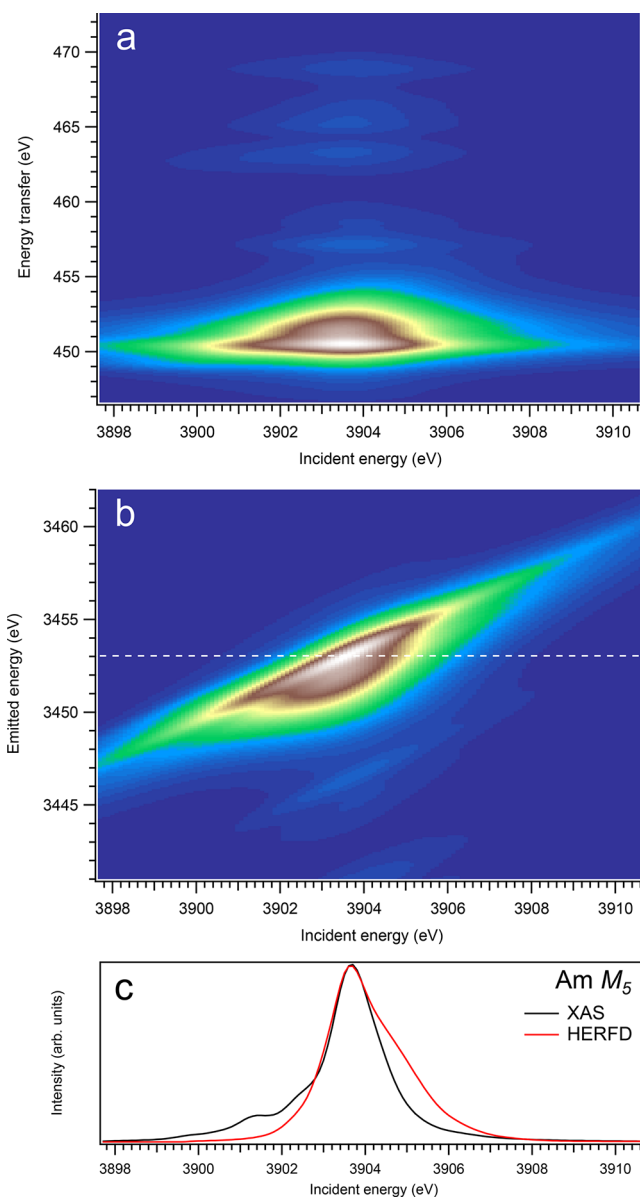 a
470
465
460
455
450
Energy transfer (eV)
3898 3900 3902 3904 3906 3908 3910
Incident energy (eV)
b
3460
3455
3450
3445
Emitted energy (eV)
3898 3900 3902 3904 3906 3908 3910
Incident energy (eV)
c
Am M5
XAS
HERFD
Intensity (arb. units)
3898 3900 3902 3904 3906 3908 3910
Incident energy (eV)